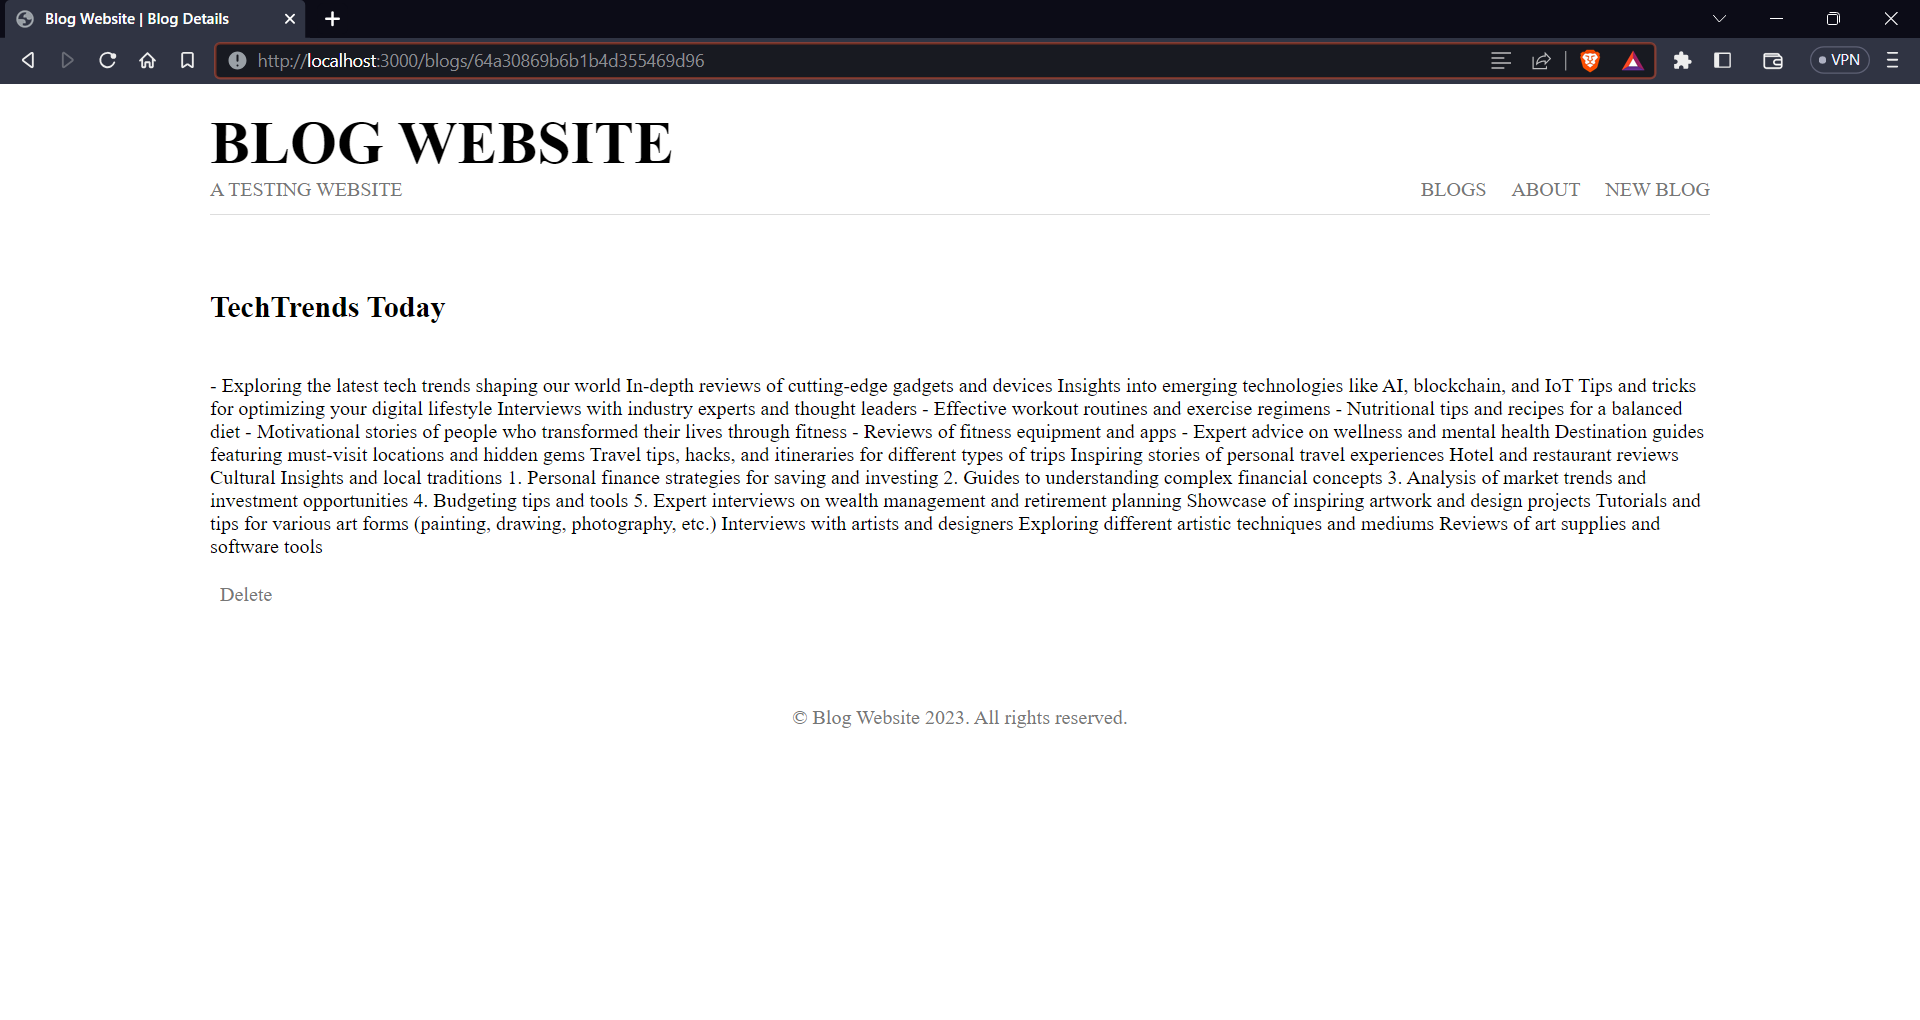 Blog Website | Blog Details
http://localhost:3000/blogs/64a30869b6b1b4d355469d96
VPN
BLOG WEBSITE
A TESTING WEBSITE
BLOGS ABOUT NEW BLOG
TechTrends Today
- Exploring the latest tech trends shaping our world In-depth reviews of cutting-edge gadgets and devices Insights into emerging technologies like AI, blockchain, and IoT Tips and tricks
for optimizing your digital lifestyle Interviews with industry experts and thought leaders - Effective workout routines and exercise regimens - Nutritional tips and recipes for a balanced
diet - Motivational stories of people who transformed their lives through fitness - Reviews of fitness equipment and apps - Expert advice on wellness and mental health Destination guides
featuring must-visit locations and hidden gems Travel tips, hacks, and itineraries for different types of trips Inspiring stories of personal travel experiences Hotel and restaurant reviews
Cultural Insights and local traditions 1. Personal finance strategies for saving and investing 2. Guides to understanding complex financial concepts 3. Analysis of market trends and
investment opportunities 4. Budgeting tips and tools 5. Expert interviews on wealth management and retirement planning Showcase of inspiring artwork and design projects Tutorials and
tips for various art forms (painting, drawing, photography, etc.) Interviews with artists and designers Exploring different artistic techniques and mediums Reviews of art supplies and
software tools
Delete
© Blog Website 2023. All rights reserved.